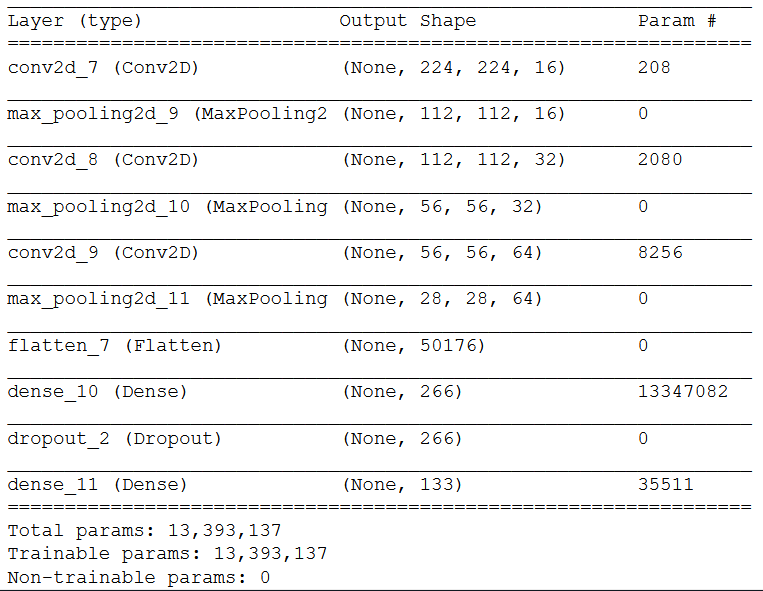 Layer (type) Output Shape Param #
conv2d_7 (Conv2D) (None, 224, 224, 16) 208
max_pooling2d_9 (MaxPooling2 (None, 112, 112, 16) 0
conv2d_8 (Conv2D) (None, 112, 112, 32) 2080
max_pooling2d_10 (MaxPooling (None, 56, 56, 32) 0
conv2d_9 (Conv2D) (None, 56, 56, 64) 8256
max_pooling2d_11 (MaxPooling (None, 28, 28, 64) 0
flatten_7 (Flatten) (None, 50176) 0
dense_10 (Dense) (None, 266) 13347082
dropout_2 (Dropout) (None, 266) 0
dense_11 (Dense) (None, 133) 35511
Total params: 13,393,137
Trainable params: 13,393,137
Non-trainable params: 0